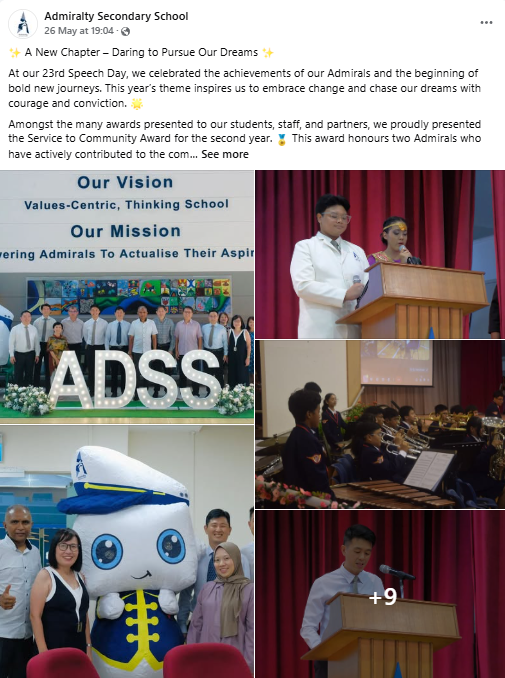 Admiralty Secondary School
26 May at 19:04 ·
✨ A New Chapter – Daring to Pursue Our Dreams ✨
At our 23rd Speech Day, we celebrated the achievements of our Admirals and the beginning of
bold new journeys. This year's theme inspires us to embrace change and chase our dreams with
courage and conviction. 🌟
Amongst the many awards presented to our students, staff, and partners, we proudly presented
the Service to Community Award for the second year. 🏅 This award honours two Admirals who
have actively contributed to the com... See more
Our Vision
Values-Centric, Thinking School
Our Mission
vering Admirals To Actualise Their Aspir
ADSS
+9